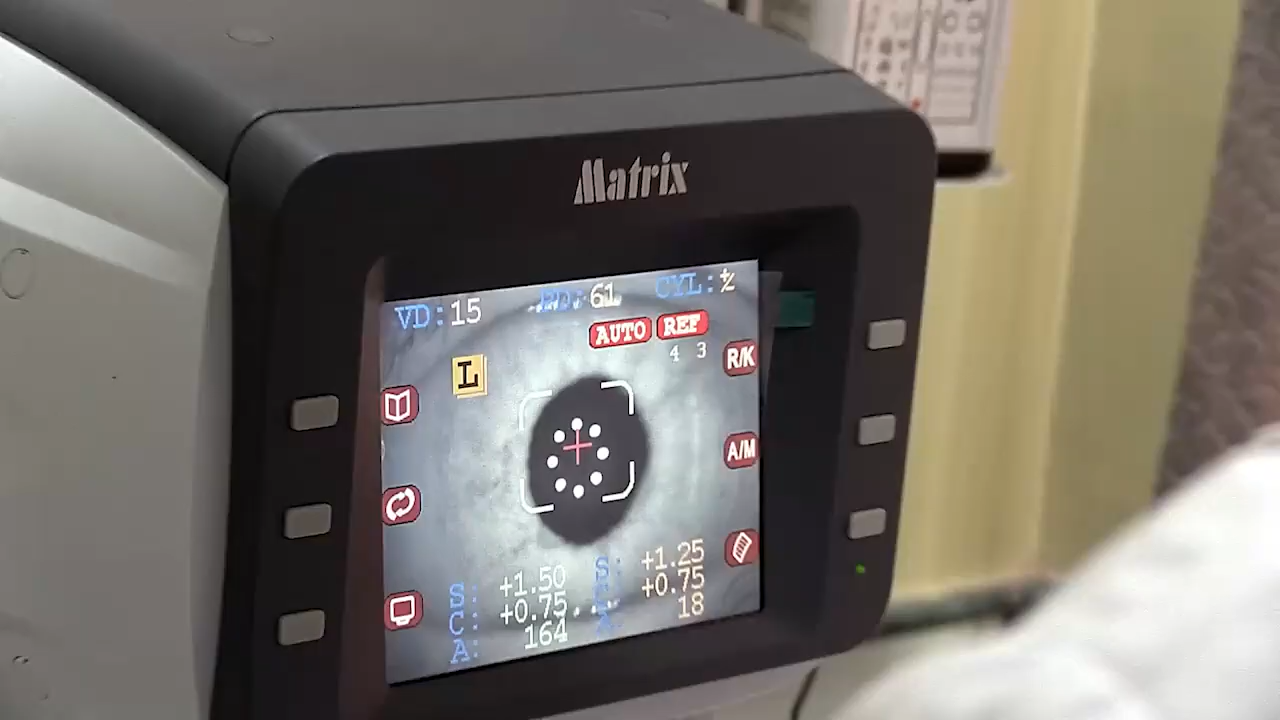 Matrix
VD:15 PD:61 CYL:±
AUTO REF
4 3
L
R/K
A/M
S: +1.50 S: +1.25
C: +0.75 +0.75
A: 164 18